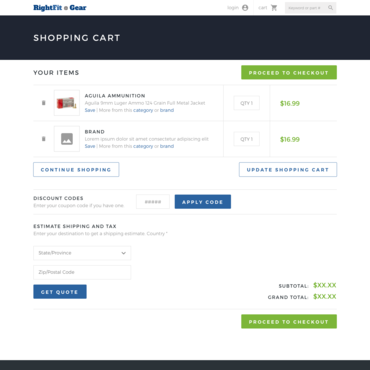 RightFit Gear
login
cart
SHOPPING CART
YOUR ITEMS
PROCEED TO CHECKOUT
AGUILA AMMUNITION
Aguila 9mm Luger Ammo 124 Grain Full Metal Jacket
Save | More from this category or brand
QTY 1
$16.99
BRAND
Lorem ipsum dolor sit amet consectetur adipiscing elit
Save | More from this category or brand
QTY 1
$16.99
CONTINUE SHOPPING
UPDATE SHOPPING CART
DISCOUNT CODES
Enter your coupon code if you have one
#####
APPLY CODE
ESTIMATE SHIPPING AND TAX
Enter your destination to get a shipping estimate. Country *
State/Province
Zip/Postal Code
GET QUOTE
SUBTOTAL: $XX.XX
GRAND TOTAL: $XX.XX
PROCEED TO CHECKOUT